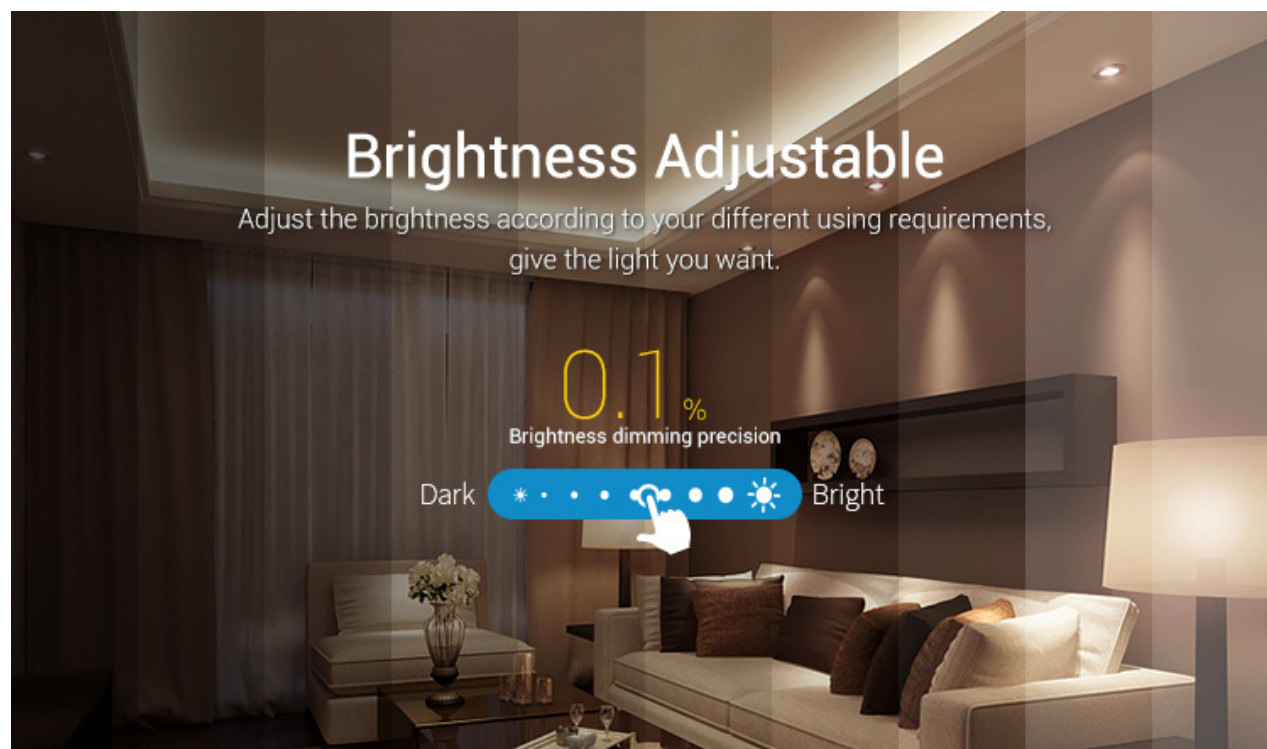 Brightness Adjustable
Adjust the brightness according to your different using requirements,
give the light you want.
0.1 %
Brightness dimming precision
Dark
Bright